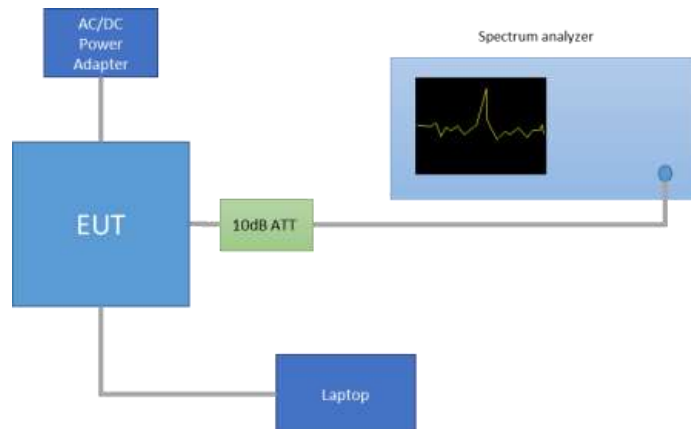 AC/DC
Power
Adapter
Spectrum analyzer
EUT
10dB ATT
Laptop